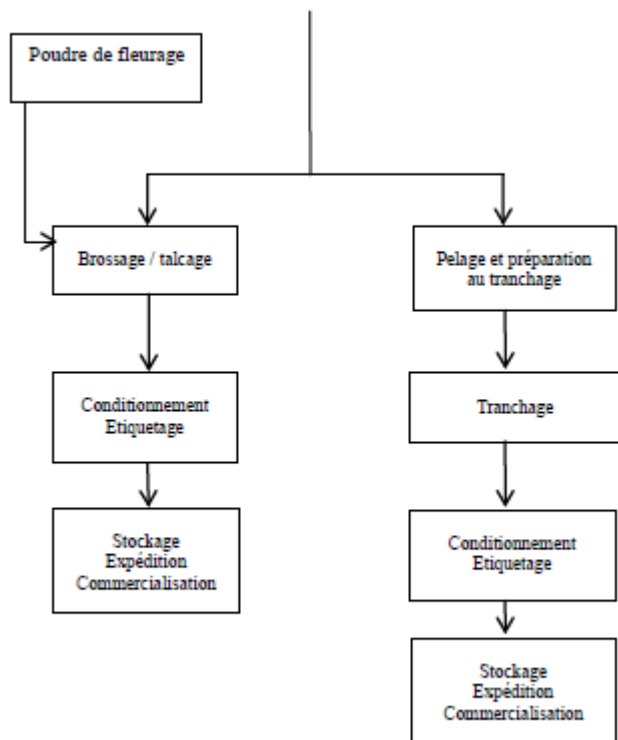 Poudre de fleurage
Brossage / talcage
Pelage et préparation
au tranchage
Conditionnement
Etiquetage
Tranchage
Stockage
Expédition
Commercialisation
Conditionnement
Etiquetage
Stockage
Expédition
Commercialisation